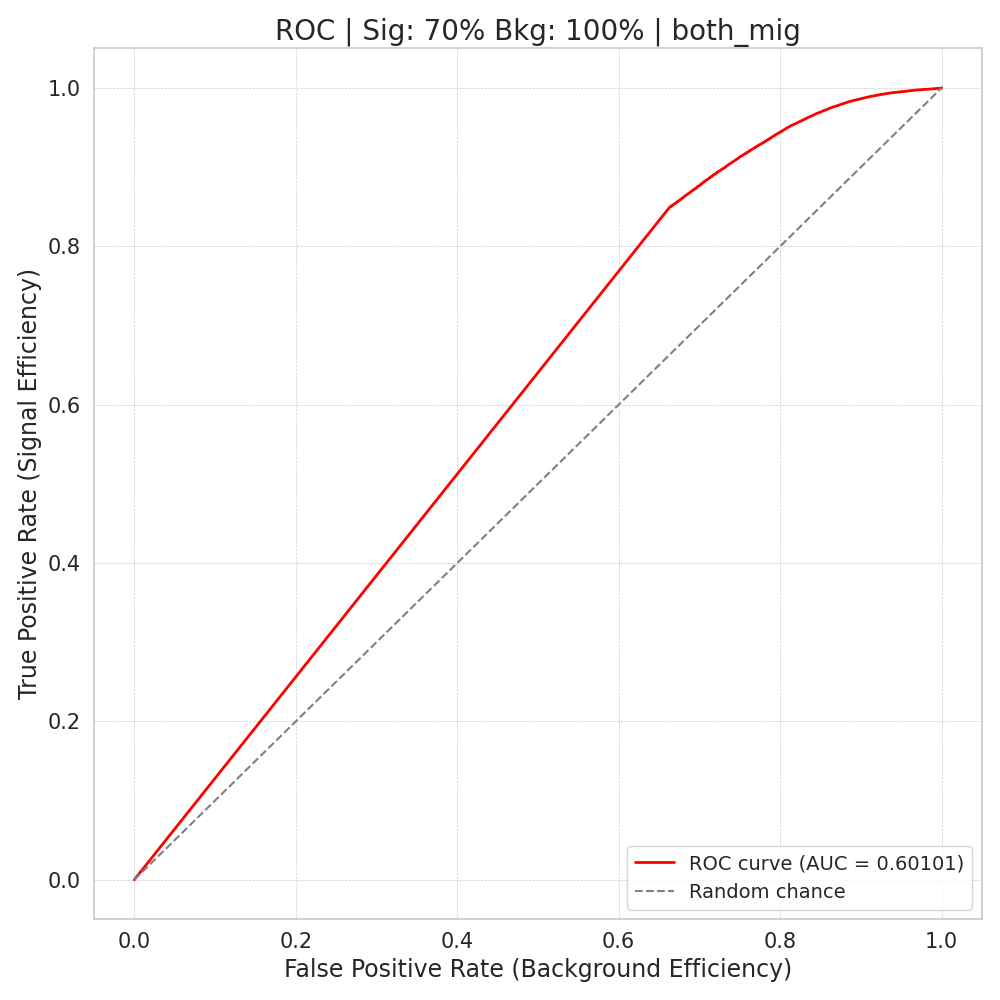 ROC | Sig: 70% Bkg: 100% | both_mig
True Positive Rate (Signal Efficiency)
1.0
0.8
0.6
0.4
0.2
0.0
ROC curve (AUC = 0.60101)
Random chance
0.0 0.2 0.4 0.6 0.8 1.0
False Positive Rate (Background Efficiency)